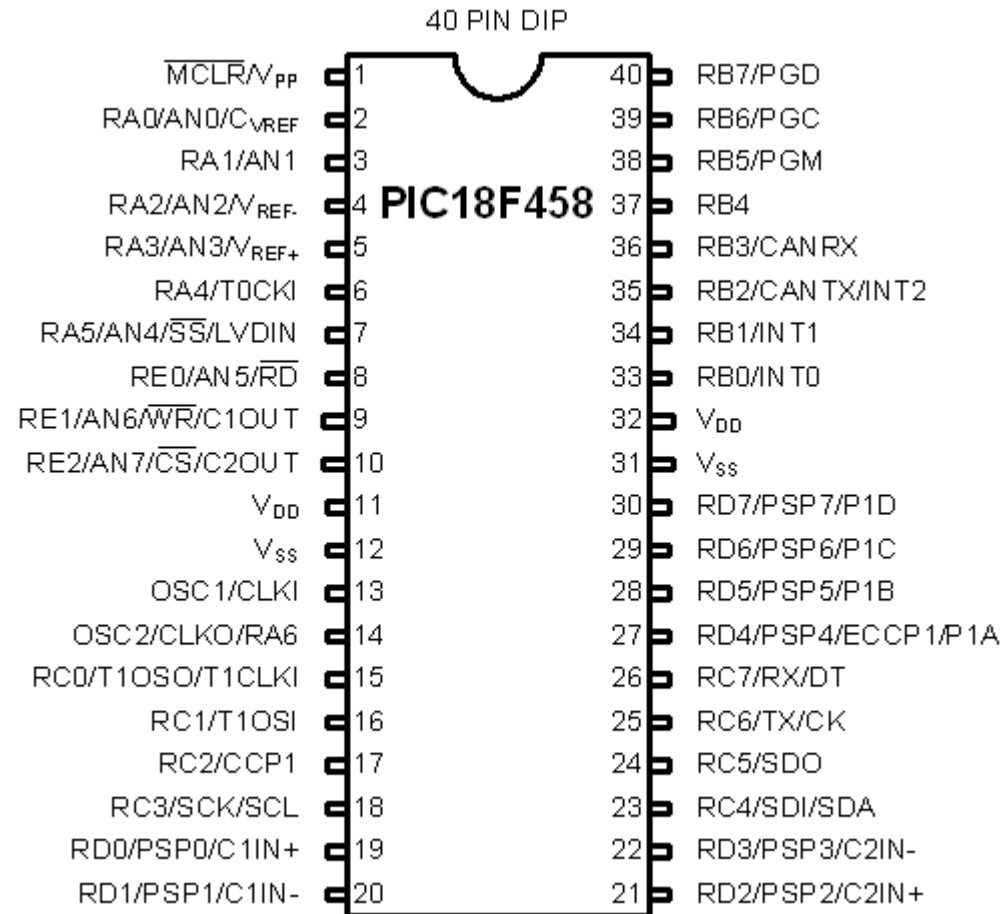 40 PIN DIP
MCLR/VPP 1 40 RB7/PGD
RA0/AN0/CVREF 2 39 RB6/PGC
RA1/AN1 3 38 RB5/PGM
RA2/AN2/VREF- 4 PIC18F458 37 RB4
RA3/AN3/VREF+ 5 36 RB3/CANRX
RA4/T0CKI 6 35 RB2/CANTX/INT2
RA5/AN4/SS/LVDIN 7 34 RB1/INT1
RE0/AN5/RD 8 33 RB0/INT0
RE1/AN6/WR/C1OUT 9 32 VDD
RE2/AN7/CS/C2OUT 10 31 VSS
VDD 11 30 RD7/PSP7/P1D
VSS 12 29 RD6/PSP6/P1C
OSC1/CLKI 13 28 RD5/PSP5/P1B
OSC2/CLKO/RA6 14 27 RD4/PSP4/ECCP1/P1A
RC0/T1OSO/T1CLKI 15 26 RC7/RX/DT
RC1/T1OSI 16 25 RC6/TX/CK
RC2/CCP1 17 24 RC5/SDO
RC3/SCK/SCL 18 23 RC4/SDI/SDA
RD0/PSP0/C1IN+ 19 22 RD3/PSP3/C2IN-
RD1/PSP1/C1IN- 20 21 RD2/PSP2/C2IN+